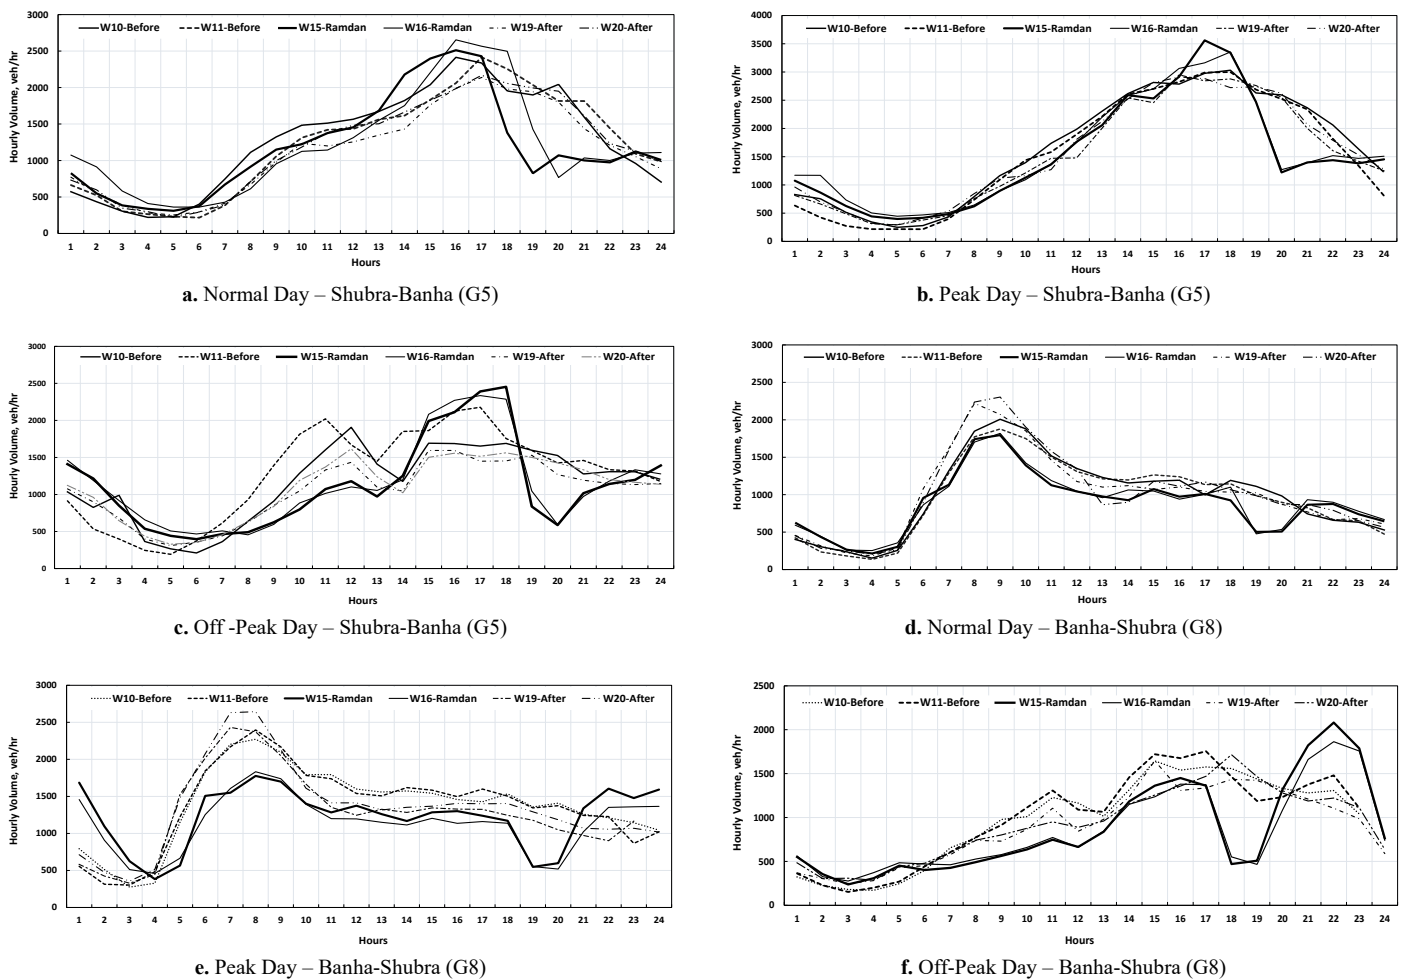 3000
2500
2000
1500
1000
500
0
Hourly Volume, veh/hr
W10-Before W11-Before W15-Ramdan W16-Ramdan W19-After W20-After
1 2 3 4 5 6 7 8 9 10 11 12 13 14 15 16 17 18 19 20 21 22 23 24
Hours
a. Normal Day – Shubra-Banha (G5)
4000
3500
3000
2500
2000
1500
1000
500
0
Hourly Volume, veh/hr
W10-Before W11-Before W15-Ramdan W16-Ramdan W19-After W20-After
1 2 3 4 5 6 7 8 9 10 11 12 13 14 15 16 17 18 19 20 21 22 23 24
Hours
b. Peak Day – Shubra-Banha (G5)
3000
2500
2000
1500
1000
500
0
Hourly Volume, veh/hr
W10-Before W11-Before W15-Ramdan W16-Ramdan W19-After W20-After
1 2 3 4 5 6 7 8 9 10 11 12 13 14 15 16 17 18 19 20 21 22 23 24
Hours
c. Off -Peak Day – Shubra-Banha (G5)
3000
2500
2000
1500
1000
500
0
Hourly Volume, veh/hr
W10-Before W11-Before W15-Ramdan W16- Ramdan W19-After W20-After
1 2 3 4 5 6 7 8 9 10 11 12 13 14 15 16 17 18 19 20 21 22 23 24
Hours
d. Normal Day – Banha-Shubra (G8)
3000
2500
2000
1500
1000
500
0
Hourly Volume, veh/hr
W10-Before W11-Before W15-Ramdan W16-Ramdan W19-After W20-After
1 2 3 4 5 6 7 8 9 10 11 12 13 14 15 16 17 18 19 20 21 22 23 24
Hours
e. Peak Day – Banha-Shubra (G8)
2500
2000
1500
1000
500
0
Hourly Volume, veh/hr
W10-Before W11-Before W15-Ramdan W16-Ramdan W19-After W20-After
1 2 3 4 5 6 7 8 9 10 11 12 13 14 15 16 17 18 19 20 21 22 23 24
Hours
f. Off-Peak Day – Banha-Shubra (G8)